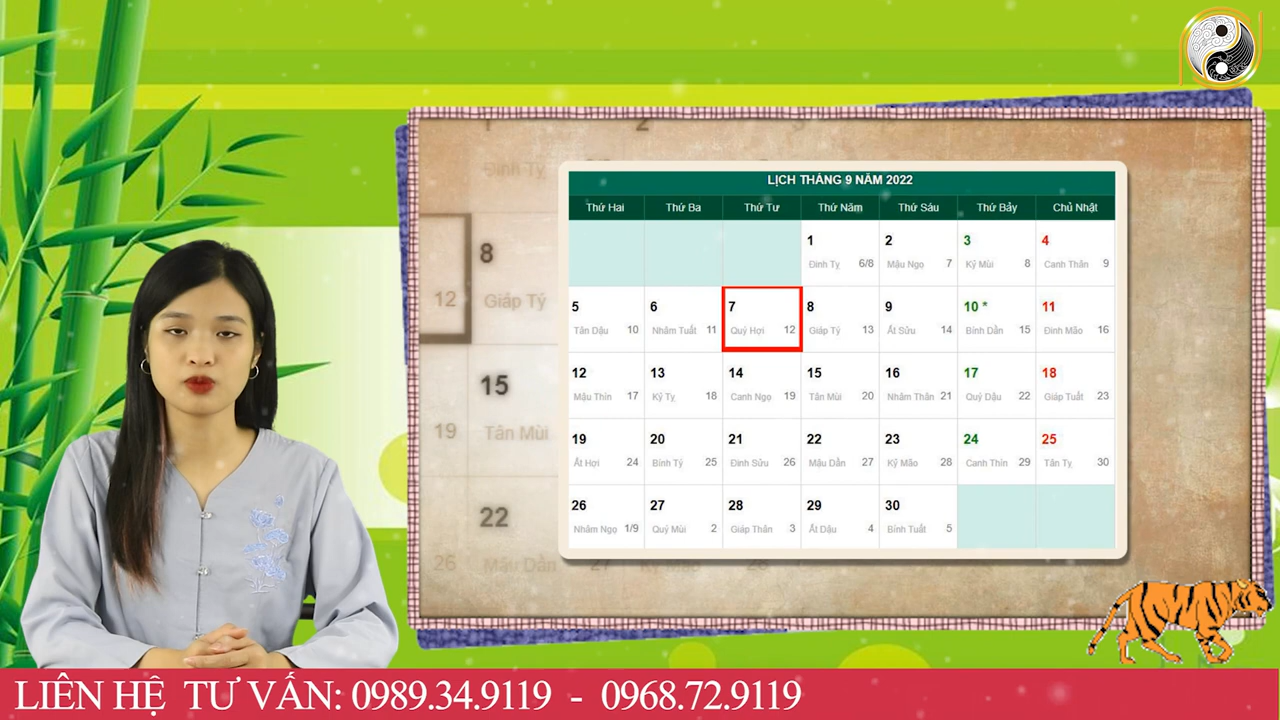 LỊCH THÁNG 9 NĂM 2022
Thứ Hai Thứ Ba Thứ Tư Thứ Năm Thứ Sáu Thứ Bảy Chủ Nhật
1 2 3 4
Đinh Tỵ 6/8 Mậu Ngọ 7 Kỷ Mùi 8 Canh Thân 9
5 6 7 8 9 10 * 11
Tân Dậu 10 Nhâm Tuất 11 Quý Hợi 12 Giáp Tý 13 Ất Sửu 14 Bính Dần 15 Đinh Mão 16
12 13 14 15 16 17 18
Mậu Thìn 17 Kỷ Tỵ 18 Canh Ngọ 19 Tân Mùi 20 Nhâm Thân 21 Quý Dậu 22 Giáp Tuất 23
19 20 21 22 23 24 25
Ất Hợi 24 Bính Tý 25 Đinh Sửu 26 Mậu Dần 27 Kỷ Mão 28 Canh Thìn 29 Tân Tỵ 30
26 27 28 29 30
Nhâm Ngọ 1/9 Quý Mùi 2 Giáp Thân 3 Ất Dậu 4 Bính Tuất 5
2
Đinh Tỵ
8
12 Giáp Tý
15
19 Tân Mùi
22
26 Mậu Dần 27 Kỷ Mão 28
LIÊN HỆ TƯ VẤN: 0989.34.9119 - 0968.72.9119